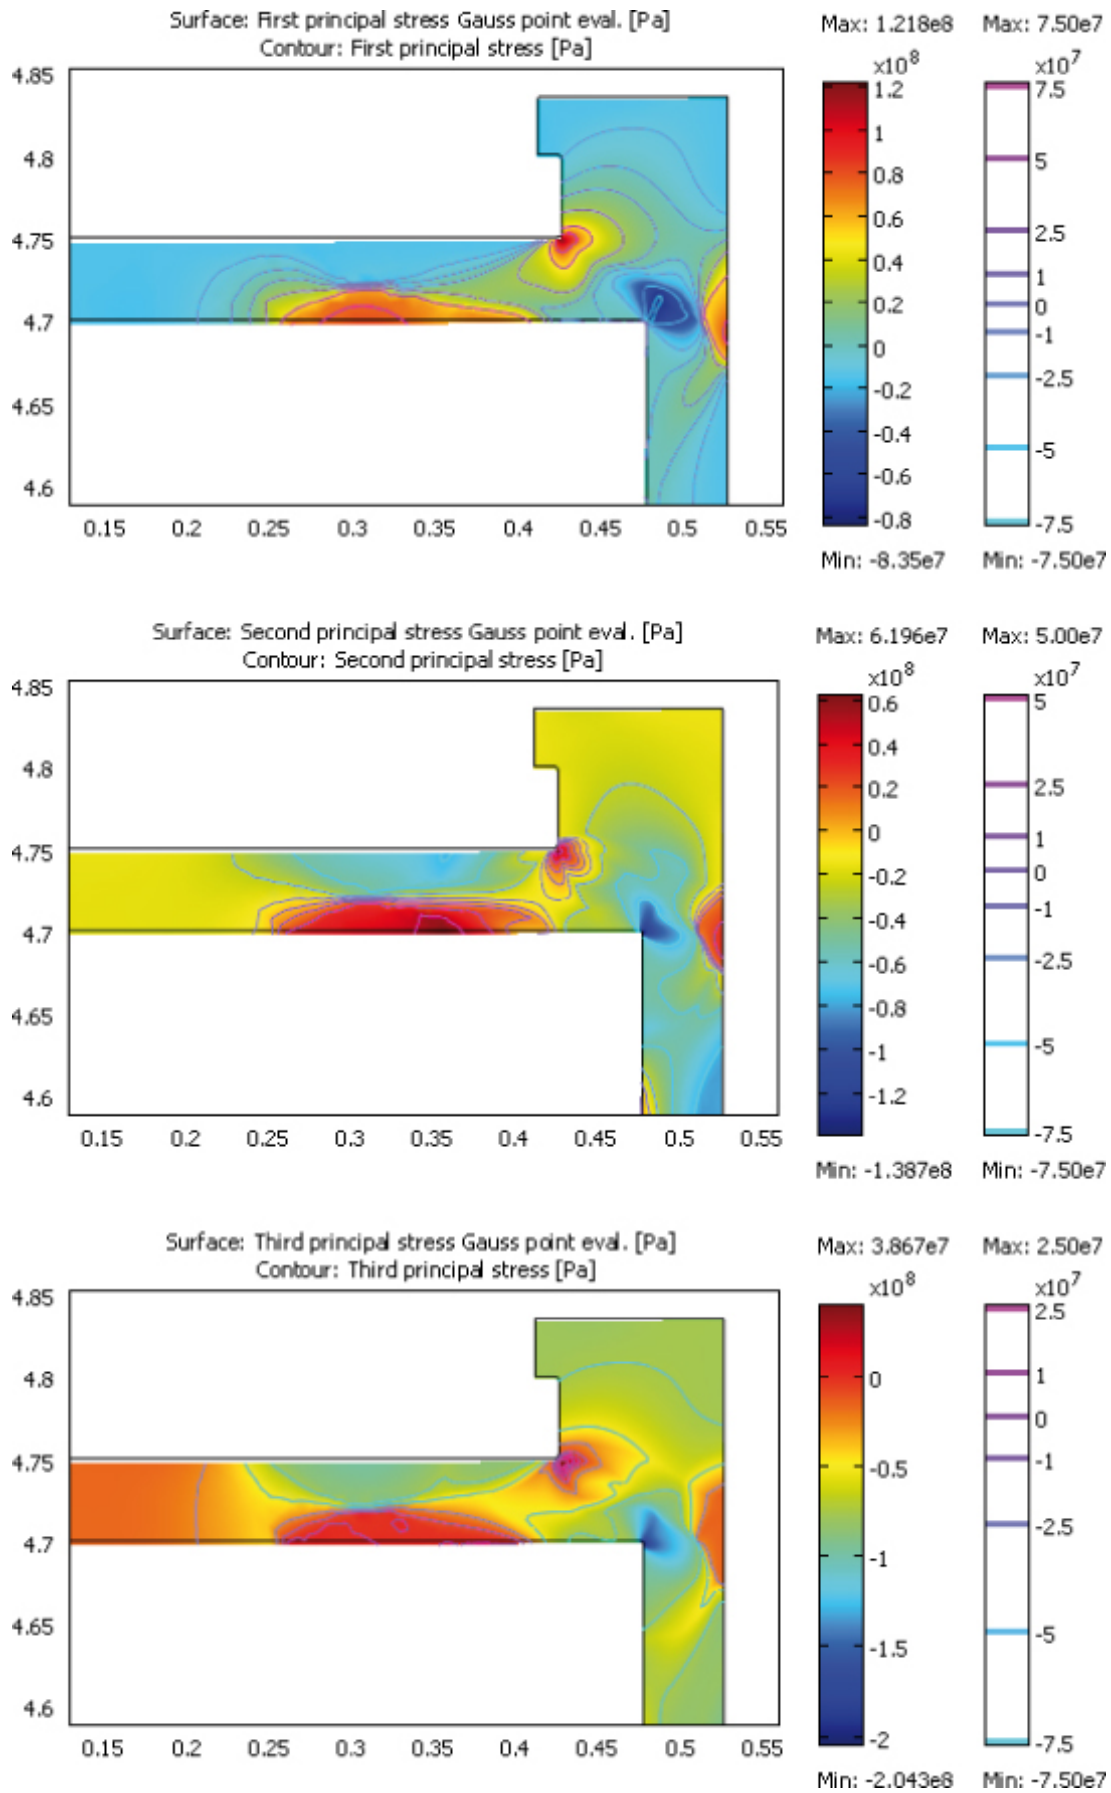 Surface: First principal stress Gauss point eval. [Pa]
Contour: First principal stress [Pa]
Max: 1.218e8
Max: 7.50e7
x10^8
x10^7
4.85
4.8
4.75
4.7
4.65
4.6
0.15 0.2 0.25 0.3 0.35 0.4 0.45 0.5 0.55
1.2
1
0.8
0.6
0.4
0.2
0
-0.2
-0.4
-0.6
-0.8
7.5
5
2.5
1
0
-1
-2.5
-5
-7.5
Min: -8.35e7
Min: -7.50e7
Surface: Second principal stress Gauss point eval. [Pa]
Contour: Second principal stress [Pa]
Max: 6.196e7
Max: 5.00e7
x10^8
x10^7
4.85
4.8
4.75
4.7
4.65
4.6
0.15 0.2 0.25 0.3 0.35 0.4 0.45 0.5 0.55
0.6
0.4
0.2
0
-0.2
-0.4
-0.6
-0.8
-1
-1.2
5
2.5
1
0
-1
-2.5
-5
-7.5
Min: -1.387e8
Min: -7.50e7
Surface: Third principal stress Gauss point eval. [Pa]
Contour: Third principal stress [Pa]
Max: 3.867e7
Max: 2.50e7
x10^8
x10^7
4.85
4.8
4.75
4.7
4.65
4.6
0.15 0.2 0.25 0.3 0.35 0.4 0.45 0.5 0.55
0
-0.5
-1
-1.5
-2
2.5
1
0
-1
-2.5
-5
-7.5
Min: -2.043e8
Min: -7.50e7